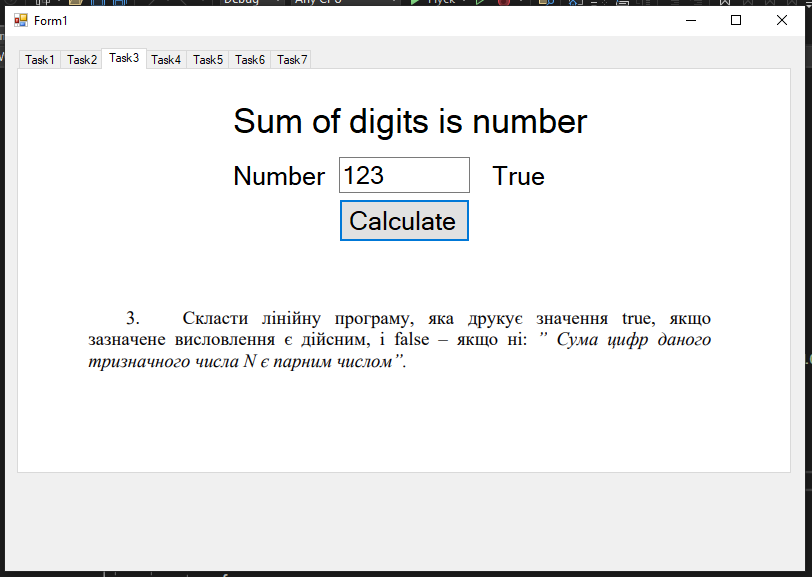 Form1
Task1 Task2 Task3 Task4 Task5 Task6 Task7
Sum of digits is number
Number 123 True
Calculate
3. Скласти лінійну програму, яка друкує значення true, якщо
зазначене висловлення є дійсним, і false – якщо ні: ” Сума цифр даного
тризначного числа N є парним числом”.